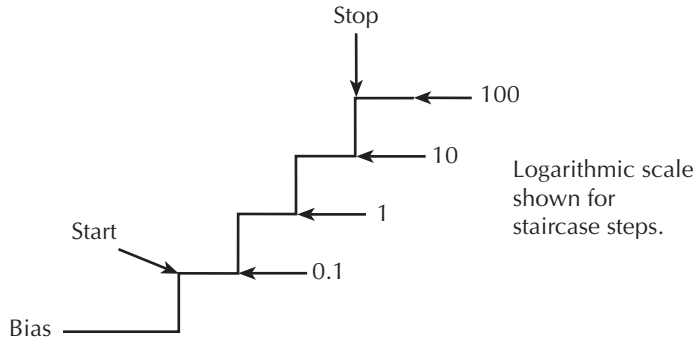 Stop
100
10
Logarithmic scale
shown for
staircase steps.
1
Start
0.1
Bias